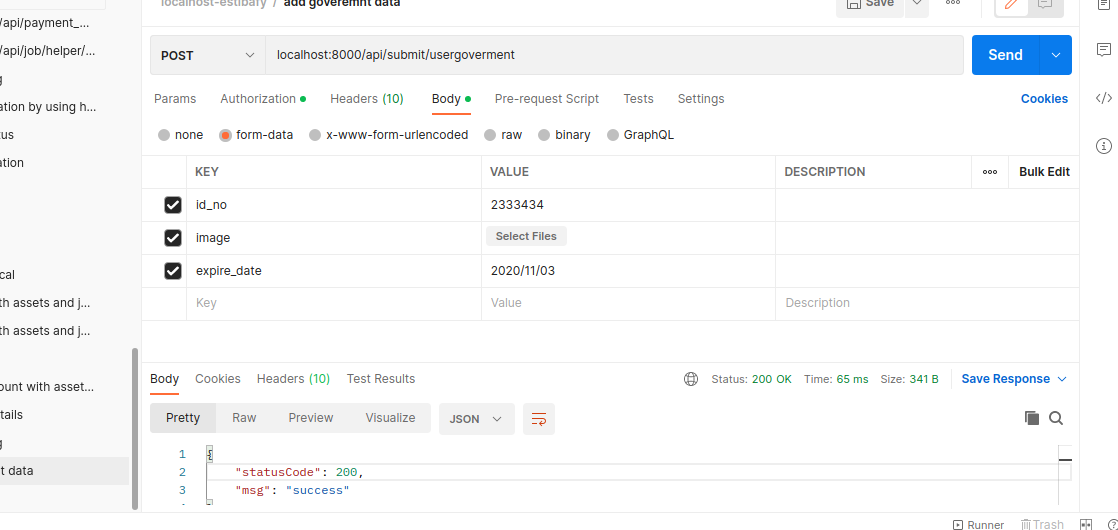 localhost-estibafy / add goveremnt data
Save
/api/payment_...
/api/job/helper/...
g
ation by using h...
tus
ation
cal
th assets and j...
th assets and j...
ount with asset...
tails
g
t data
POST localhost:8000/api/submit/usergoverment Send
Params Authorization Headers (10) Body Pre-request Script Tests Settings Cookies
none form-data x-www-form-urlencoded raw binary GraphQL
KEY VALUE DESCRIPTION ooo Bulk Edit
id_no 2333434
image Select Files
expire_date 2020/11/03
Key Value Description
Body Cookies Headers (10) Test Results Status: 200 OK Time: 65 ms Size: 341 B Save Response
Pretty Raw Preview Visualize JSON
1 {
2 "statusCode": 200,
3 "msg": "success"
Runner Trash